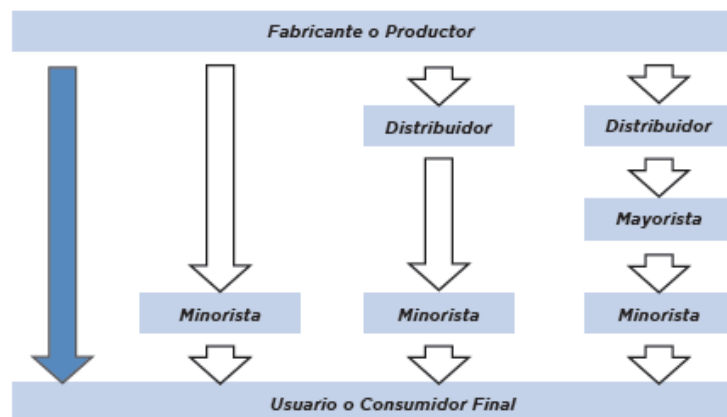 Fabricante o Productor
Distribuidor
Distribuidor
Mayorista
Minorista
Minorista
Minorista
Usuario o Consumidor Final